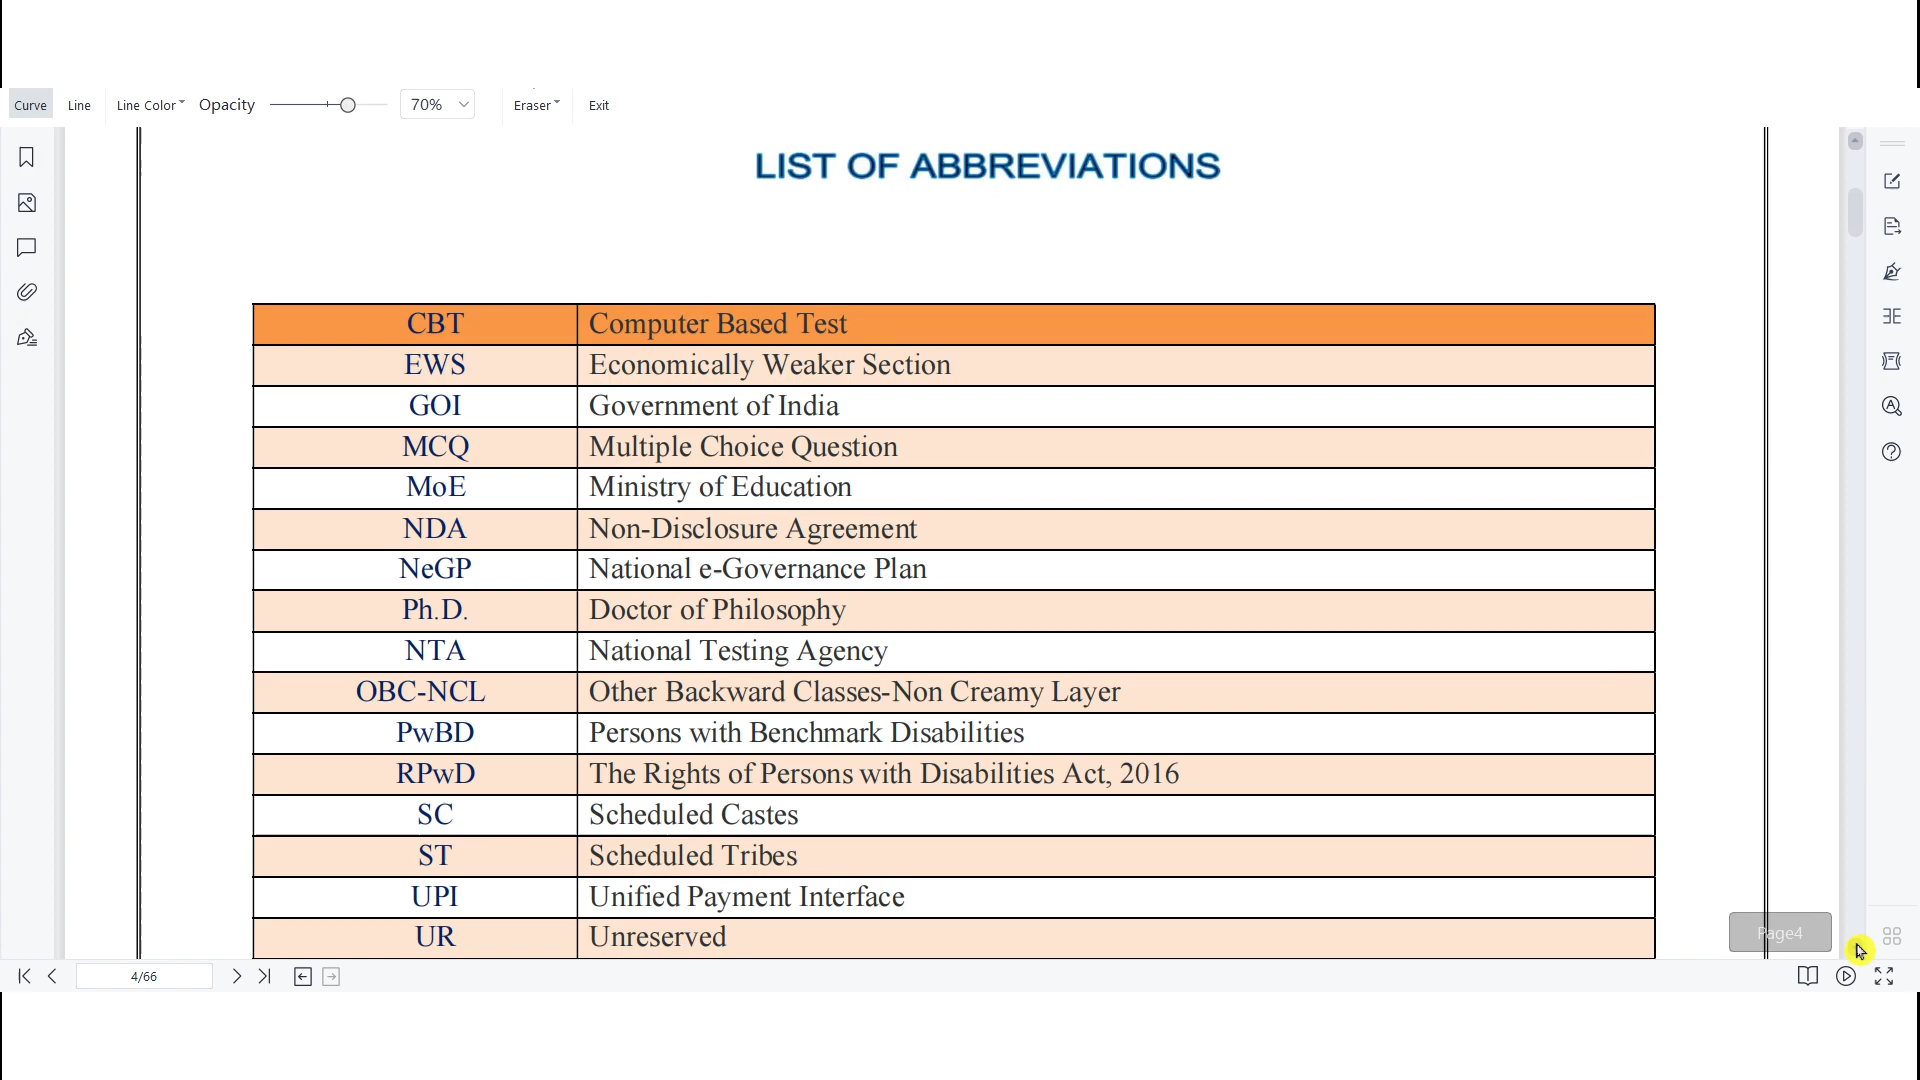 Curve Line Line Color Opacity 70% Eraser Exit
LIST OF ABBREVIATIONS
CBT Computer Based Test
EWS Economically Weaker Section
GOI Government of India
MCQ Multiple Choice Question
MoE Ministry of Education
NDA Non-Disclosure Agreement
NeGP National e-Governance Plan
Ph.D. Doctor of Philosophy
NTA National Testing Agency
OBC-NCL Other Backward Classes-Non Creamy Layer
PwBD Persons with Benchmark Disabilities
RPwD The Rights of Persons with Disabilities Act, 2016
SC Scheduled Castes
ST Scheduled Tribes
UPI Unified Payment Interface
UR Unreserved
Page4
4/66